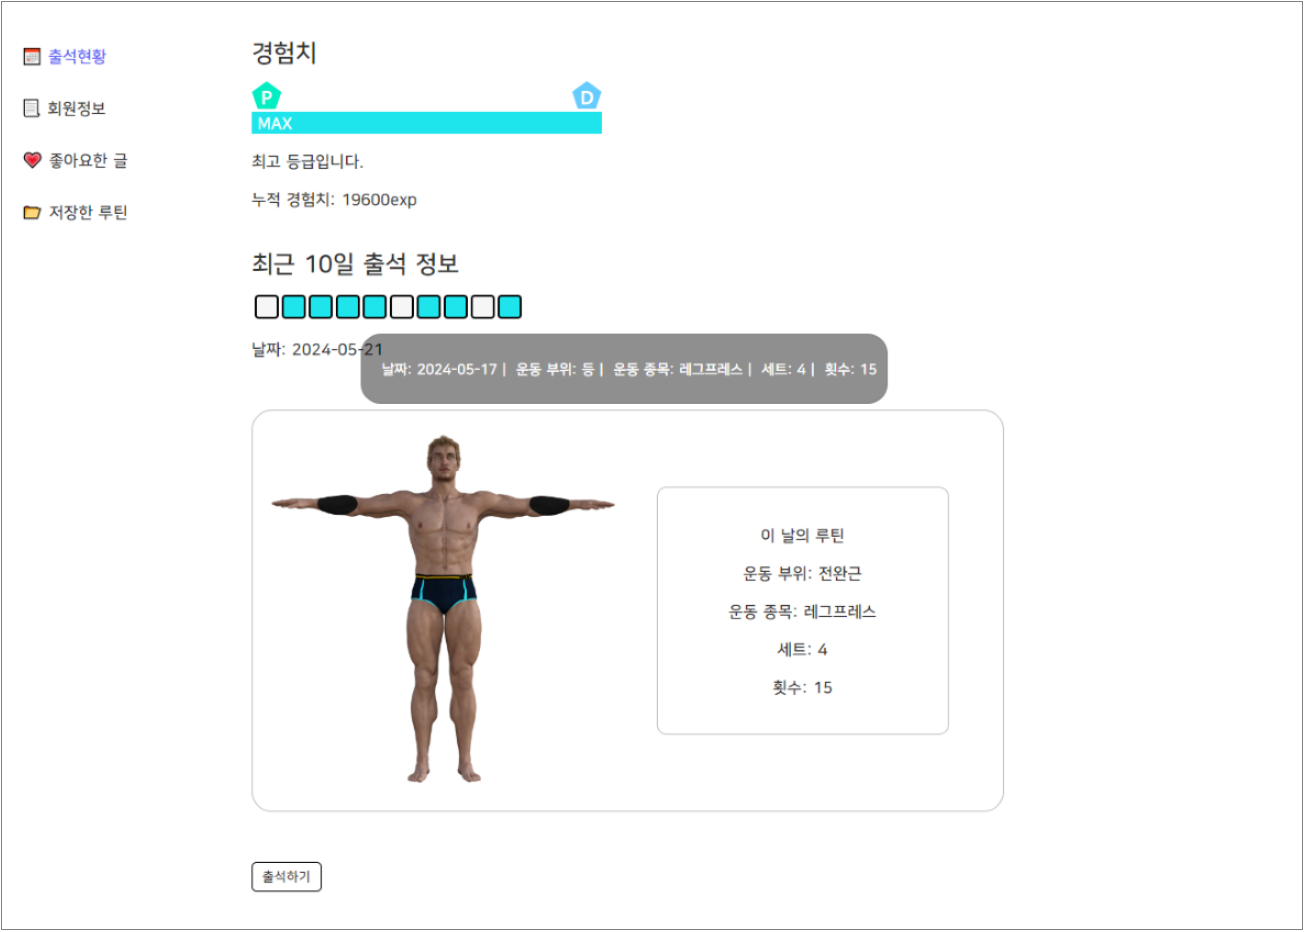 출석현황
회원정보
좋아요한 글
저장한 루틴
경험치
P D
MAX
최고 등급입니다.
누적 경험치: 19600exp
최근 10일 출석 정보
날짜: 2024-05-21
날짜: 2024-05-17 | 운동 부위: 등 | 운동 종목: 레그프레스 | 세트: 4 | 횟수: 15
이 날의 루틴
운동 부위: 전완근
운동 종목: 레그프레스
세트: 4
횟수: 15
출석하기